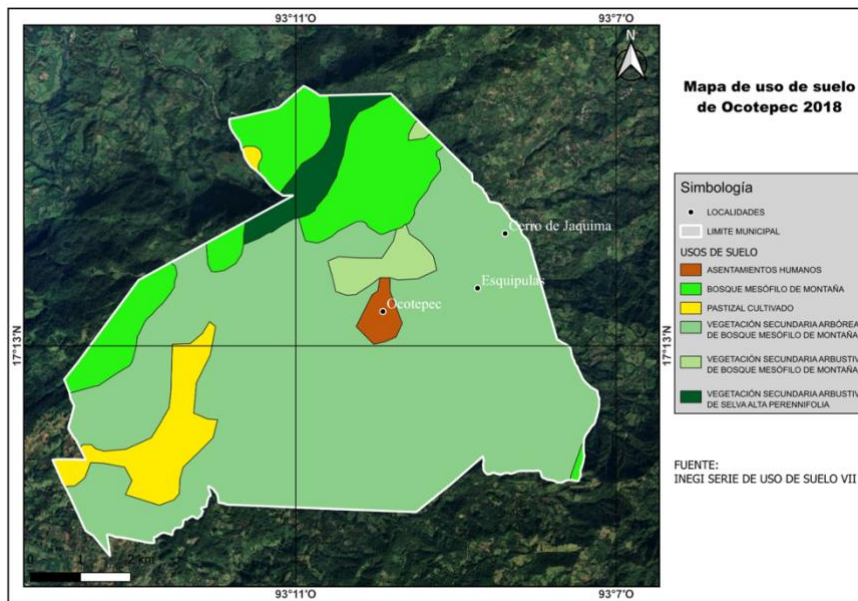 93°11'O
93°7'O
N
Mapa de uso de suelo
de Ocotepec 2018
Simbología
LOCALIDADES
LIMITE MUNICIPAL
USOS DE SUELO
ASENTAMIENTOS HUMANOS
BOSQUE MESÓFILO DE MONTAÑA
PASTIZAL CULTIVADO
VEGETACIÓN SECUNDARIA ARBÓREA
DE BOSQUE MESÓFILO DE MONTAÑA
VEGETACIÓN SECUNDARIA ARBUSTIV
DE BOSQUE MESÓFILO DE MONTAÑA
VEGETACIÓN SECUNDARIA ARBUSTIV
DE SELVA ALTA PERENNIFOLIA
Cerro de Jaquima
Esquipulas
Ocotepec
17°13'N
17°13'N
FUENTE:
INEGI SERIE DE USO DE SUELO VII
0 1 2 km
93°11'O
93°7'O